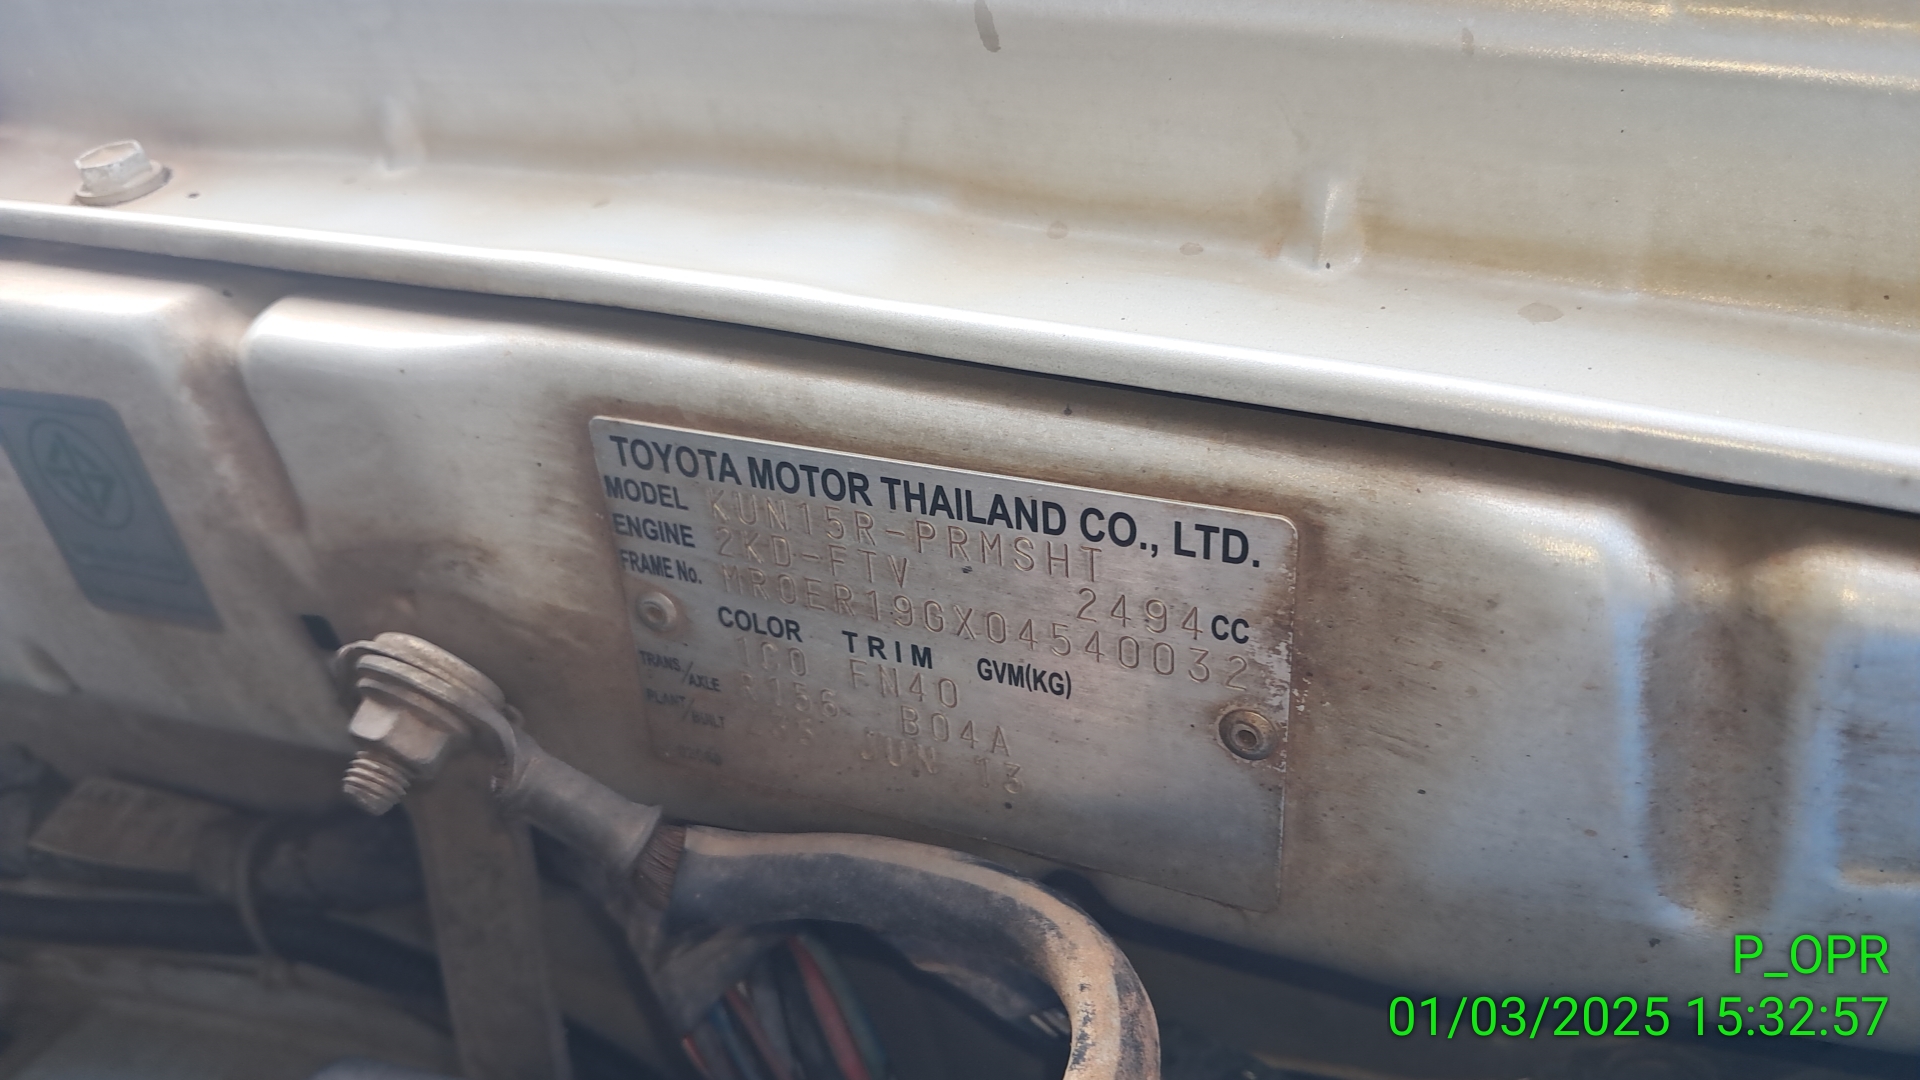 TOYOTA MOTOR THAILAND CO., LTD.
MODEL KUN15R-PRMSHT
ENGINE 2KD-FTV 2494 CC
FRAME No. MR0ER19GX04540032
COLOR TRIM GVM(KG)
1C0 FN40
TRANS/AXLE R156 B04A
PLANT/BUILT JUN 13
P_OPR
01/03/2025 15:32:57